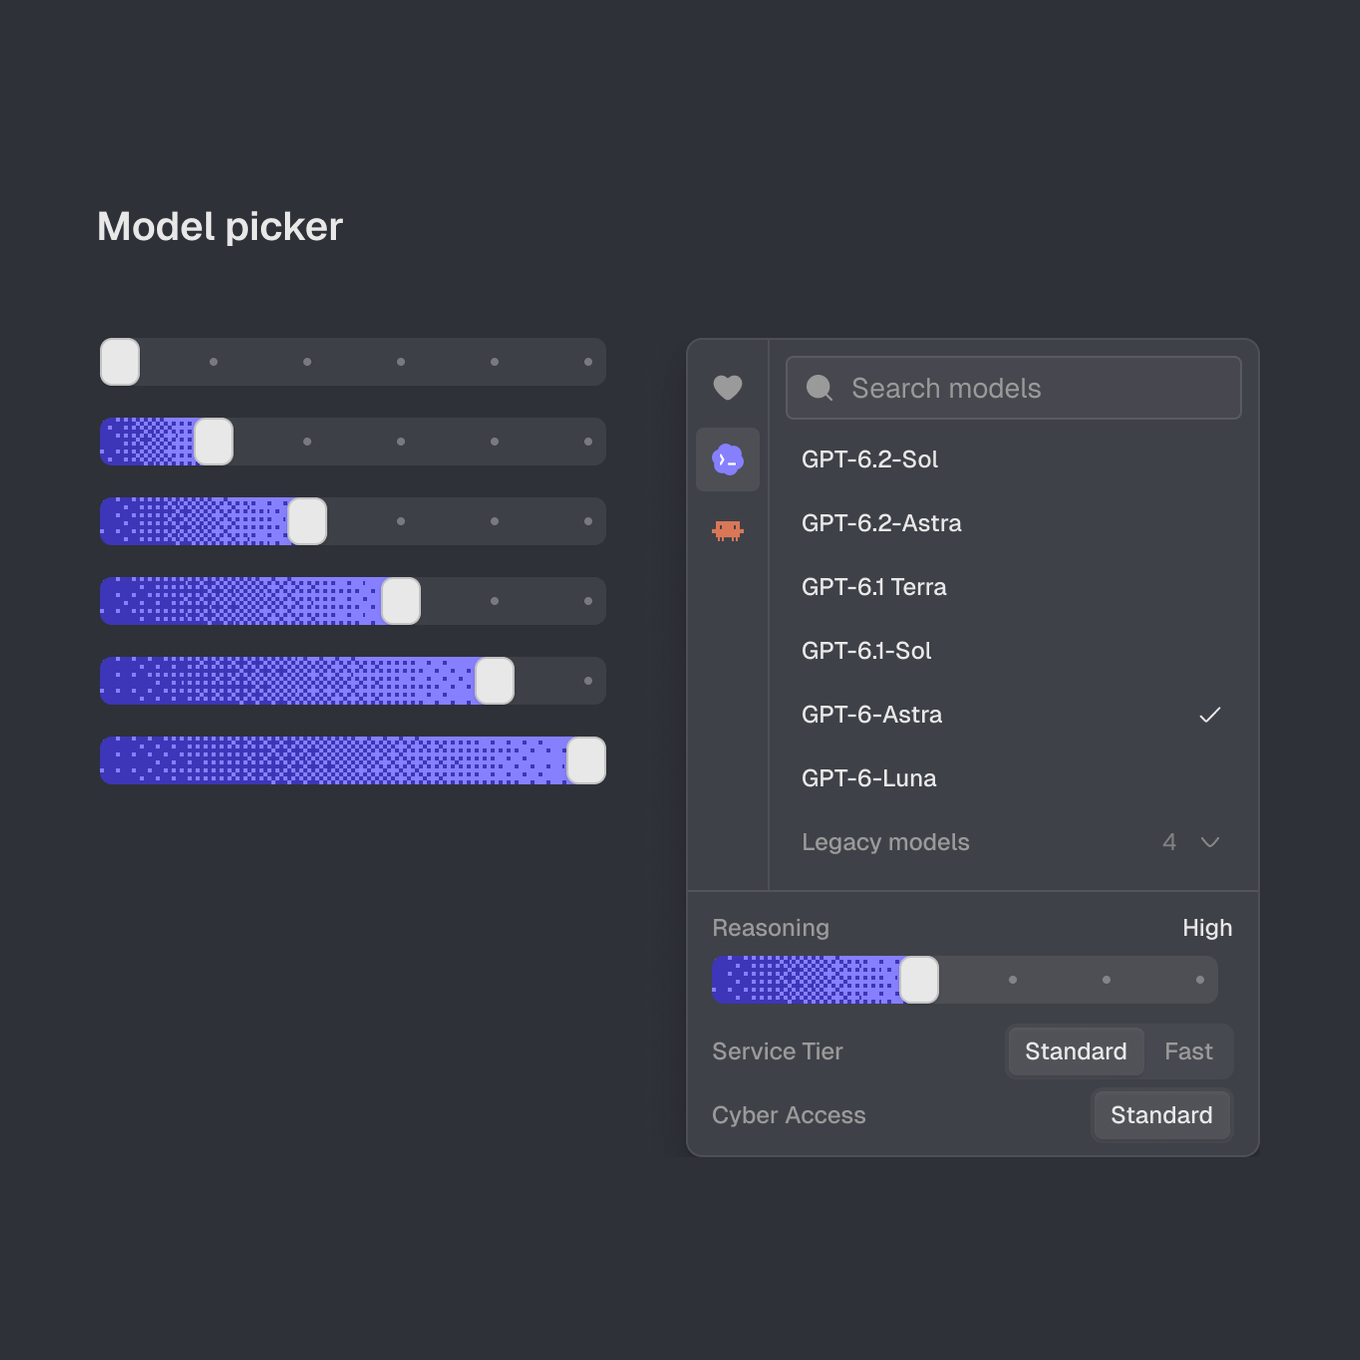 Model picker
Search models
GPT-6.2-Sol
GPT-6.2-Astra
GPT-6.1 Terra
GPT-6.1-Sol
GPT-6-Astra
GPT-6-Luna
Legacy models 4
Reasoning High
Service Tier Standard Fast
Cyber Access Standard